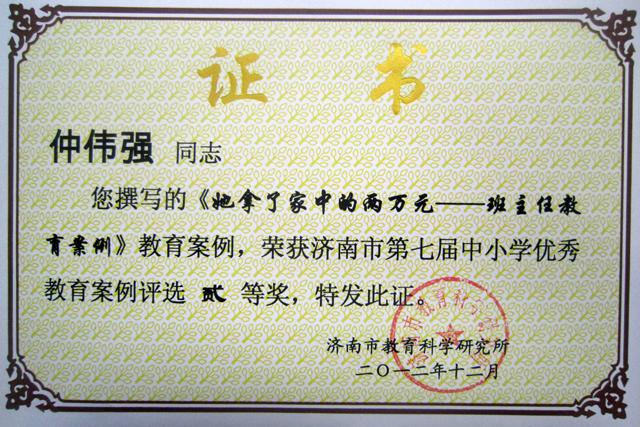 证书
仲伟强 同志
您撰写的《她拿了家中的两万元——班主任教
育案例》教育案例，荣获济南市第七届中小学优秀
教育案例评选 贰 等奖，特发此证。
济南市教育科学研究所
二〇一二年十二月